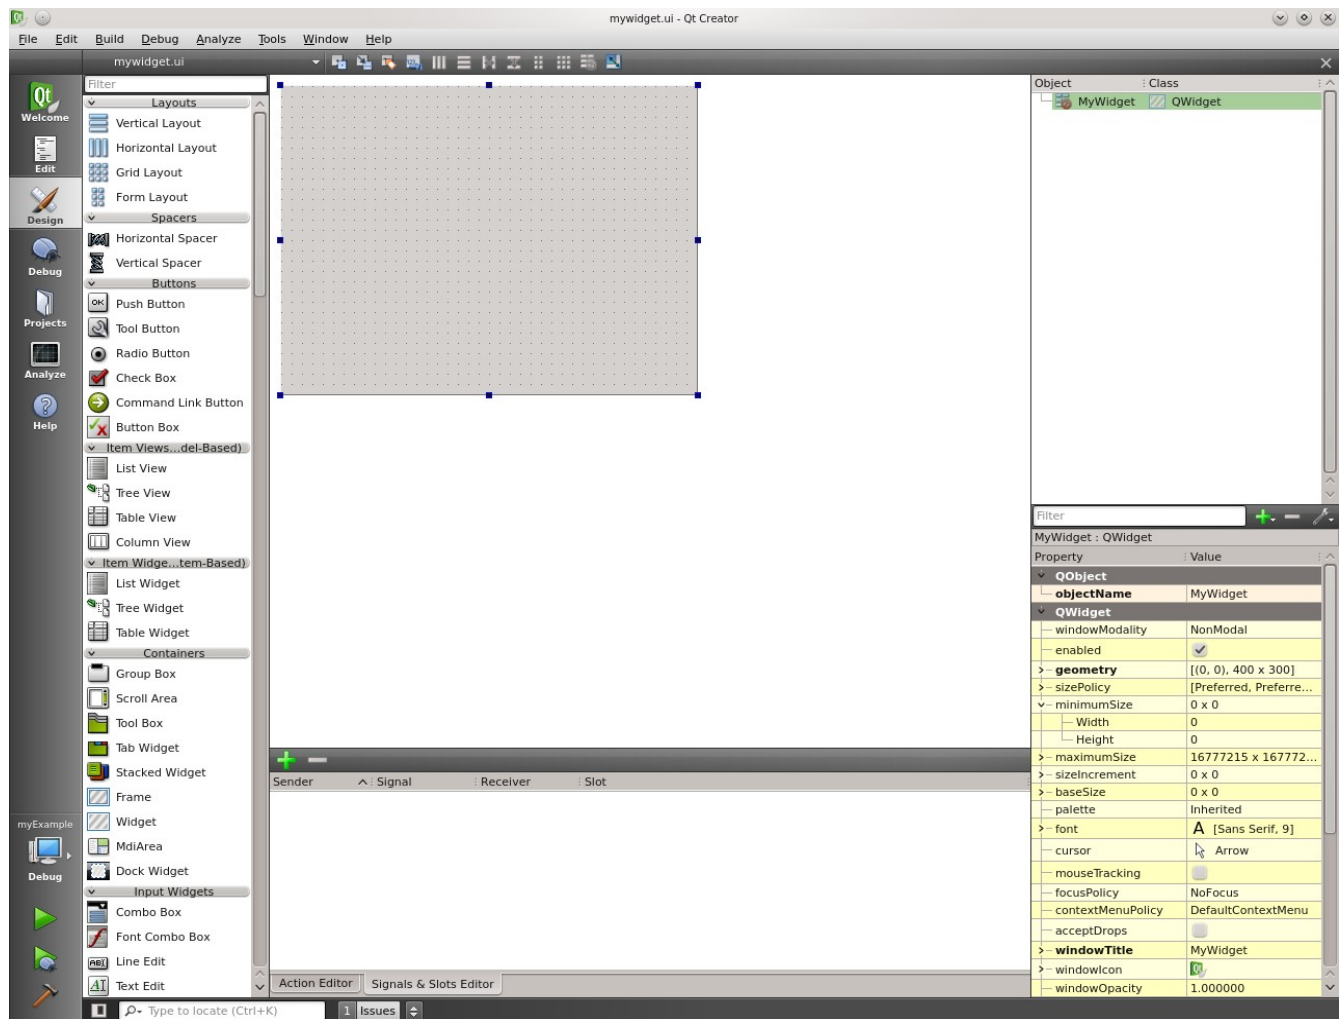 mywidget.ui - Qt Creator
File Edit Build Debug Analyze Tools Window Help
mywidget.ui
Welcome
Edit
Design
Debug
Projects
Analyze
Help
myExample
Debug
Filter
Layouts
Vertical Layout
Horizontal Layout
Grid Layout
Form Layout
Spacers
Horizontal Spacer
Vertical Spacer
Buttons
OK Push Button
Tool Button
Radio Button
Check Box
Command Link Button
Button Box
Item Views...del-Based)
List View
Tree View
Table View
Column View
Item Widge...tem-Based)
List Widget
Tree Widget
Table Widget
Containers
Group Box
Scroll Area
Tool Box
Tab Widget
Stacked Widget
Frame
Widget
MdiArea
Dock Widget
Input Widgets
Combo Box
Font Combo Box
ABI Line Edit
AI Text Edit
Sender Signal Receiver Slot
Action Editor Signals & Slots Editor
Object Class
MyWidget QWidget
Filter
MyWidget : QWidget
Property Value
QObject
objectName MyWidget
QWidget
windowModality NonModal
enabled
geometry [(0, 0), 400 x 300]
sizePolicy [Preferred, Preferre...
minimumSize 0 x 0
Width 0
Height 0
maximumSize 16777215 x 167772...
sizeIncrement 0 x 0
baseSize 0 x 0
palette Inherited
font A [Sans Serif, 9]
cursor Arrow
mouseTracking
focusPolicy NoFocus
contextMenuPolicy DefaultContextMenu
acceptDrops
windowTitle MyWidget
windowIcon
windowOpacity 1.000000
Type to locate (Ctrl+K) 1 Issues